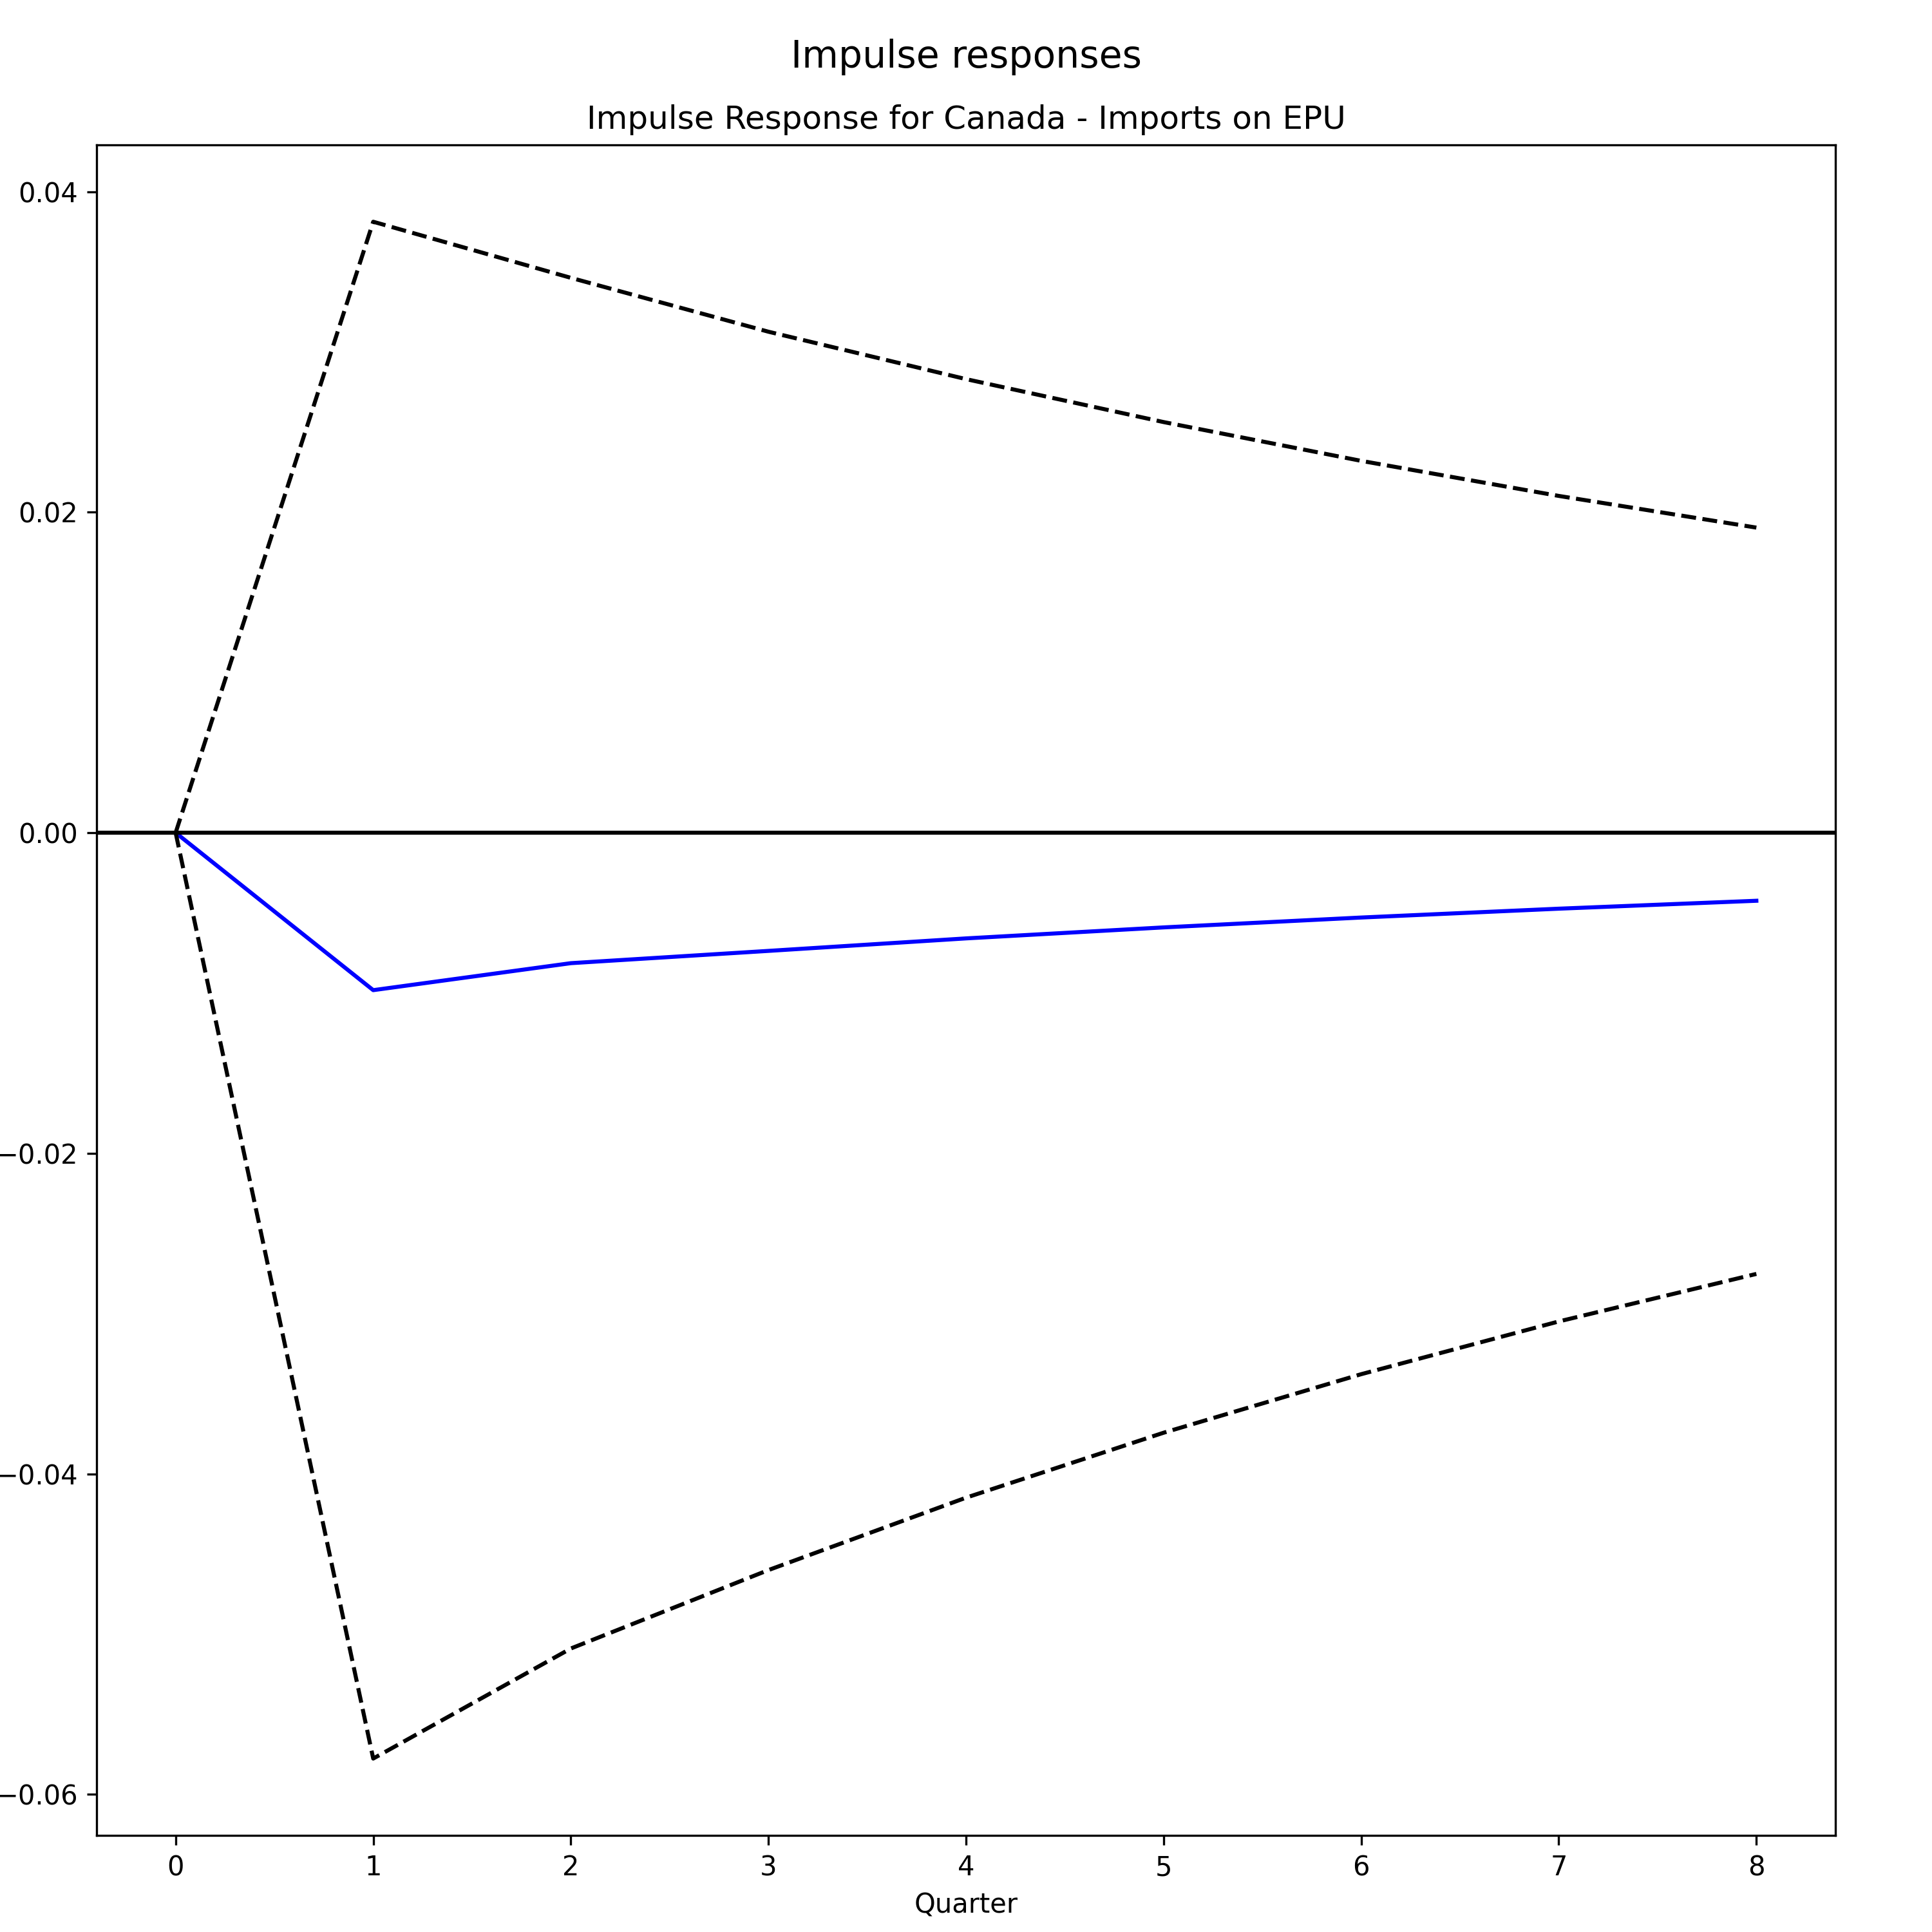 Impulse responses
Impulse Response for Canada - Imports on EPU
0.04
0.02
0.00
−0.02
−0.04
−0.06
0 1 2 3 4 5 6 7 8
Quarter